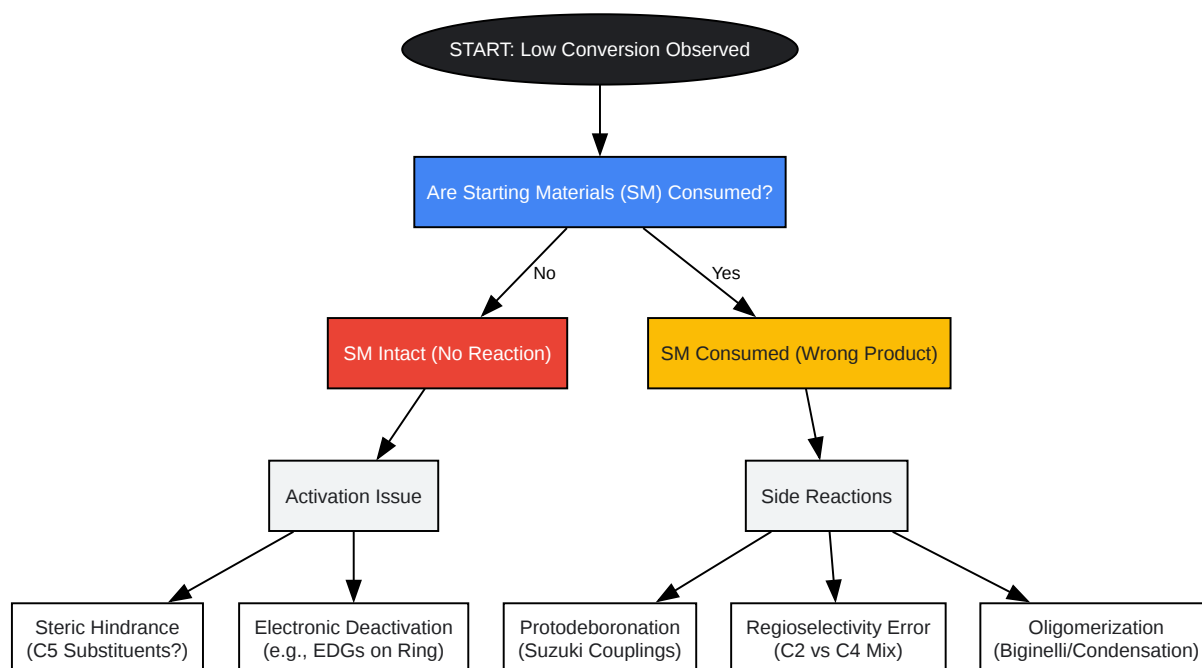 START: Low Conversion Observed
Are Starting Materials (SM) Consumed?
No
Yes
SM Intact (No Reaction)
SM Consumed (Wrong Product)
Activation Issue
Side Reactions
Steric Hindrance
(C5 Substituents?)
Electronic Deactivation
(e.g., EDGs on Ring)
Protodeboronation
(Suzuki Couplings)
Regioselectivity Error
(C2 vs C4 Mix)
Oligomerization
(Biginelli/Condensation)